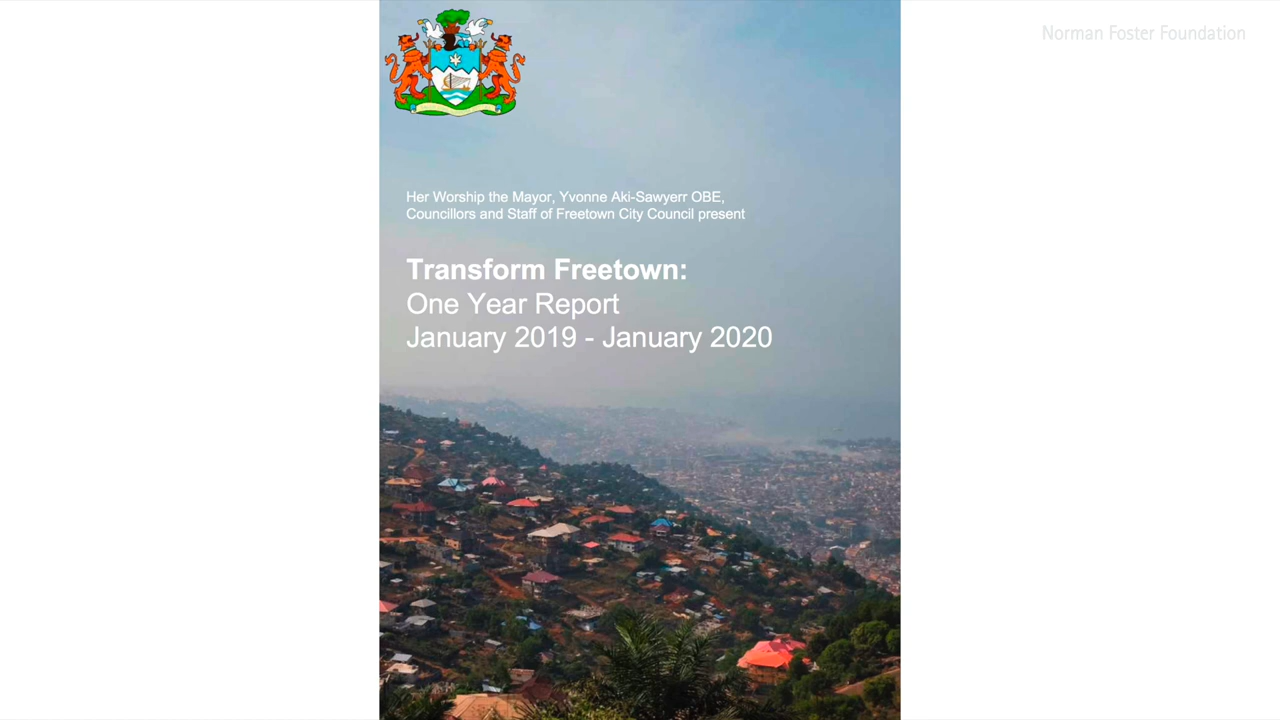 Norman Foster Foundation
Her Worship the Mayor, Yvonne Aki-Sawyerr OBE,
Councillors and Staff of Freetown City Council present
Transform Freetown:
One Year Report
January 2019 - January 2020